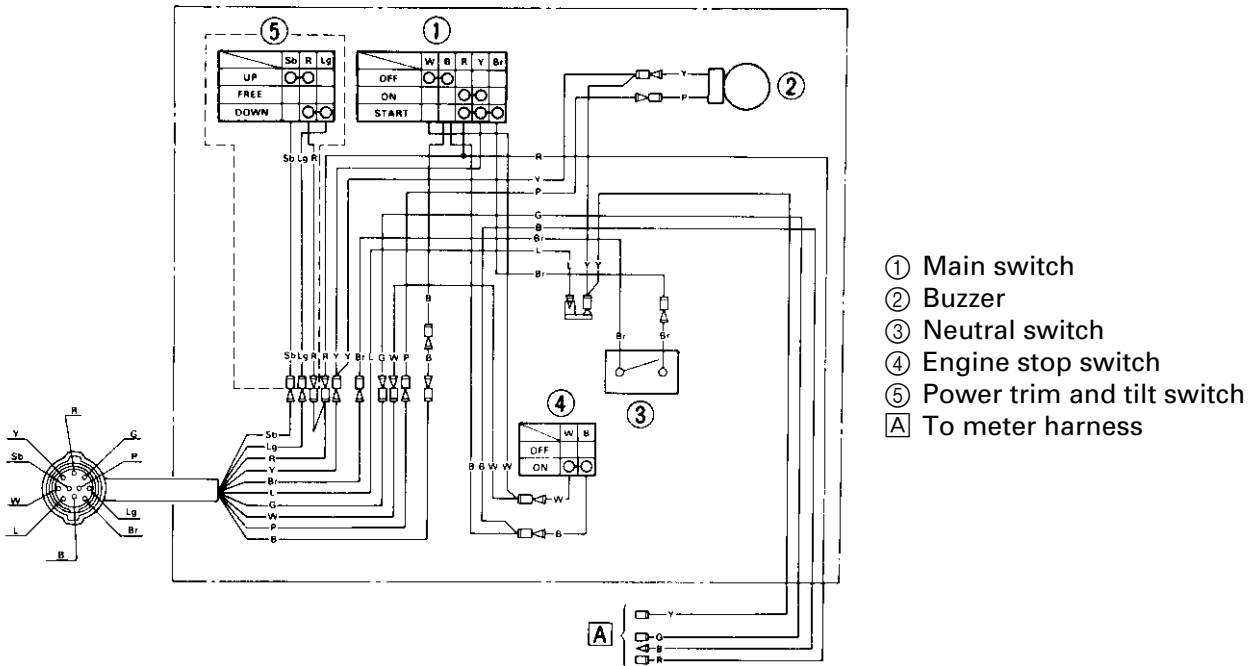 ⑤
Sb R Lg
UP
FREE
DOWN
①
W B R Y Br
OFF
ON
START
②
Y
P
Sb Lg R
R
Y
P
G
B
Br
L
Br
B
L Y Y
B
Br Br
③
Sb Lg R R Y Y Br L G W P
④
W B
OFF
ON
B B W W
W
B
R
Y
Sb
W
L
B
G
P
Lg
Br
Sb
Lg
R
Y
Br
L
G
W
P
B
A
Y
G
B
R
① Main switch
② Buzzer
③ Neutral switch
④ Engine stop switch
⑤ Power trim and tilt switch
A To meter harness